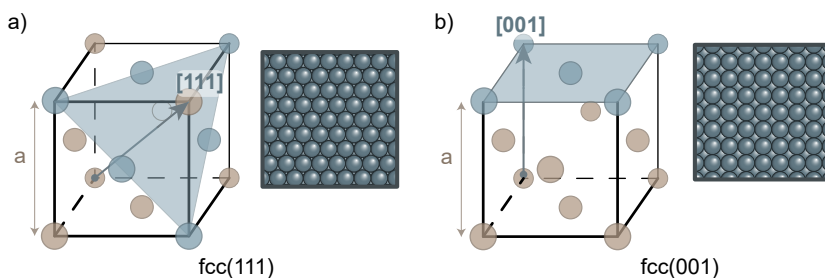 a)
[111]
a
fcc(111)
b)
[001]
a
fcc(001)